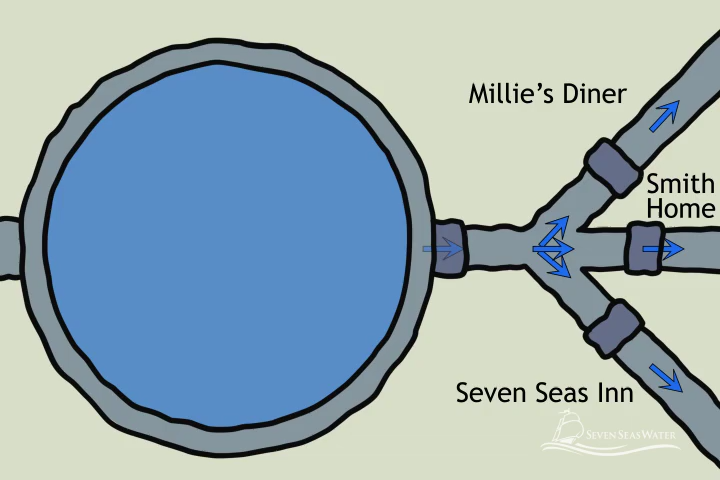 Millie's Diner
Smith
Home
Seven Seas Inn
SEVEN SEAS WATER